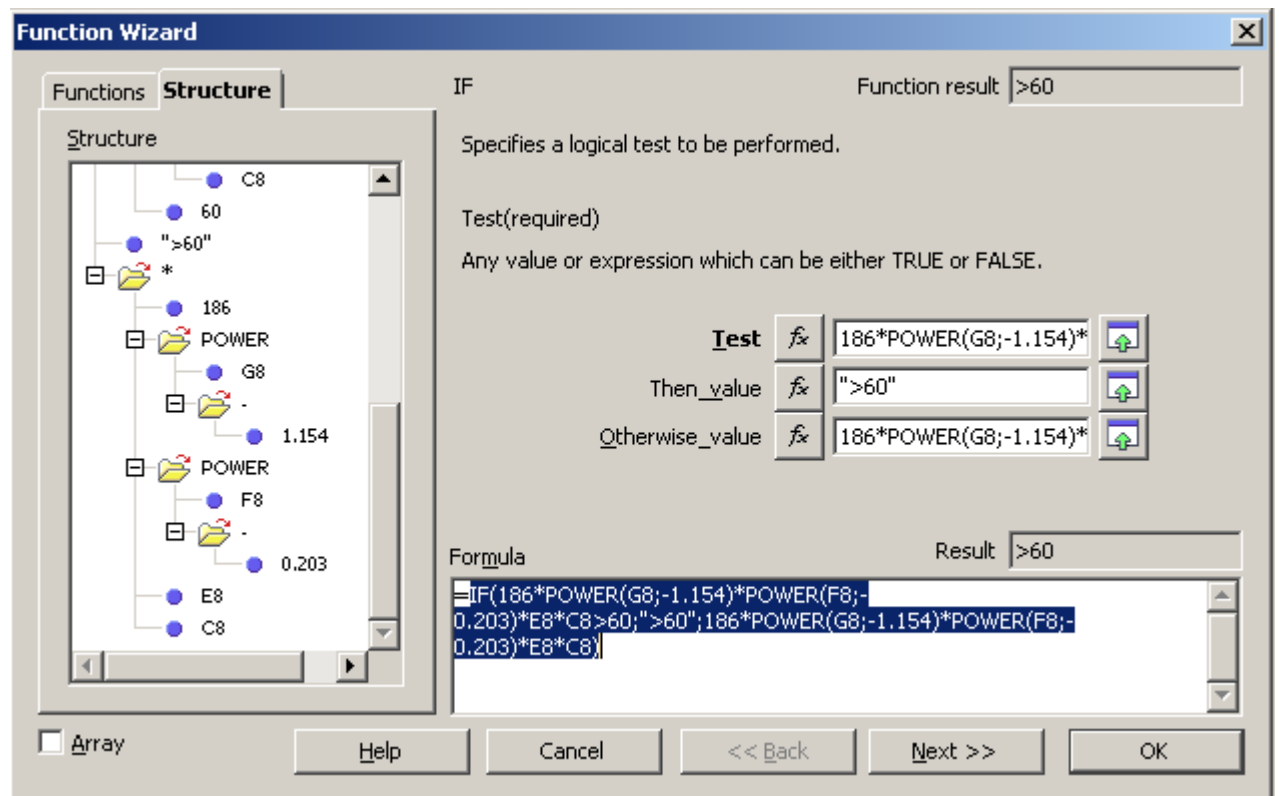 Function Wizard
Functions
Structure
IF
Function result
>60
Structure
Specifies a logical test to be performed.
C8
60
">60"
*
186
POWER
G8
-
1.154
POWER
F8
-
0.203
E8
C8
Test(required)
Any value or expression which can be either TRUE or FALSE.
Test
fx
186*POWER(G8;-1.154)*
Then_value
fx
">60"
Otherwise_value
fx
186*POWER(G8;-1.154)*
Formula
Result
>60
=IF(186*POWER(G8;-1.154)*POWER(F8;-
0.203)*E8*C8>60;">60";186*POWER(G8;-1.154)*POWER(F8;-
0.203)*E8*C8)
Array
Help
Cancel
<< Back
Next >>
OK